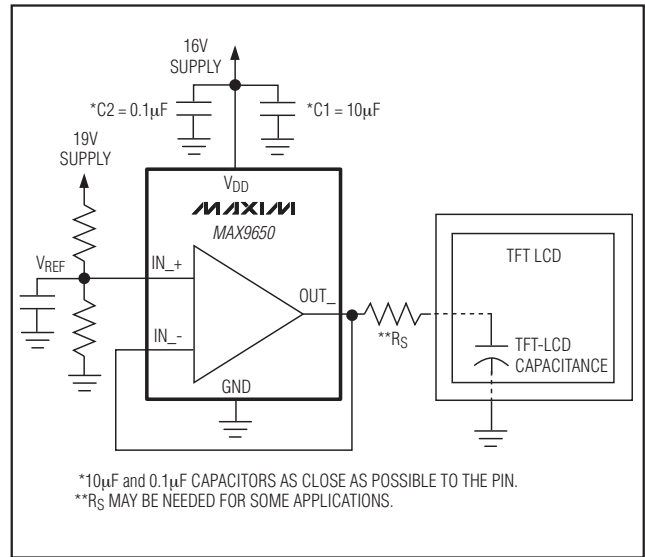 16V
SUPPLY
*C2 = 0.1µF
*C1 = 10µF
19V
SUPPLY
VDD
MAXIM
MAX9650
VREF
IN_+
OUT_
IN_-
GND
**RS
TFT LCD
TFT-LCD
CAPACITANCE
*10µF and 0.1µF CAPACITORS AS CLOSE AS POSSIBLE TO THE PIN.
**RS MAY BE NEEDED FOR SOME APPLICATIONS.